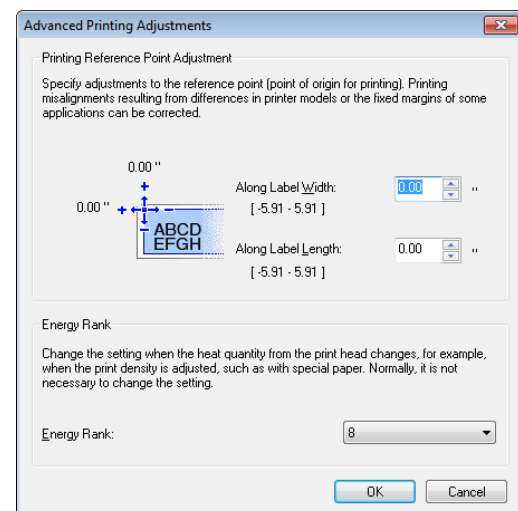 Advanced Printing Adjustments
Printing Reference Point Adjustment
Specify adjustments to the reference point (point of origin for printing). Printing
misalignments resulting from differences in printer models or the fixed margins of some
applications can be corrected.
0.00 "
0.00 "
ABCD
EFGH
Along Label Width: 0.00 "
[ -5.91 - 5.91 ]
Along Label Length: 0.00 "
[ -5.91 - 5.91 ]
Energy Rank
Change the setting when the heat quantity from the print head changes, for example,
when the print density is adjusted, such as with special paper. Normally, it is not
necessary to change the setting.
Energy Rank: 8
OK Cancel